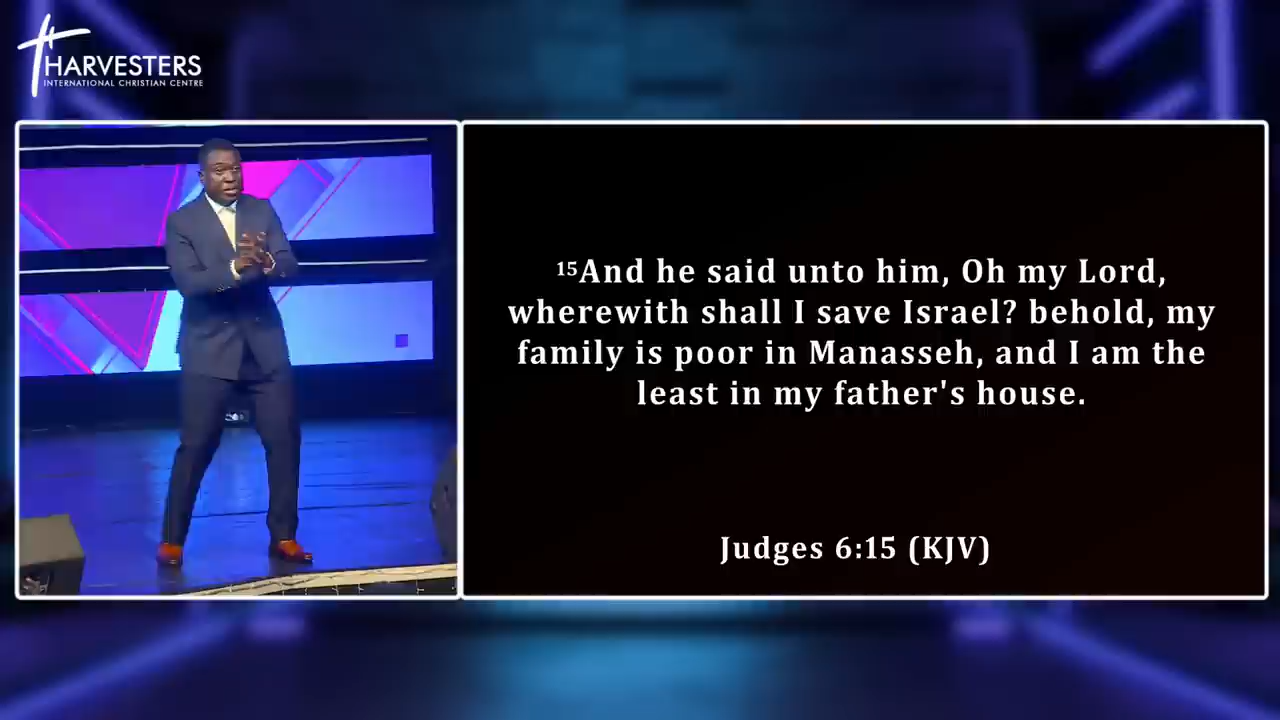 HARVESTERS
INTERNATIONAL CHRISTIAN CENTRE
15And he said unto him, Oh my Lord,
wherewith shall I save Israel? behold, my
family is poor in Manasseh, and I am the
least in my father's house.
Judges 6:15 (KJV)